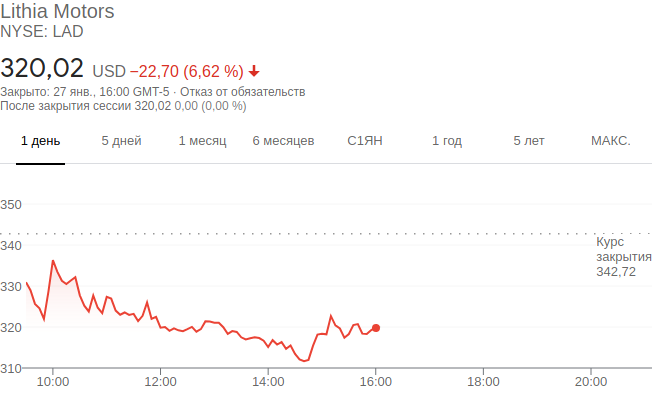 Lithia Motors
NYSE: LAD
320,02 USD −22,70 (6,62 %)
Закрыто: 27 янв., 16:00 GMT-5 · Отказ от обязательств
После закрытия сессии 320,02 0,00 (0,00 %)
1 день 5 дней 1 месяц 6 месяцев С1ЯН 1 год 5 лет МАКС.
350
340
Курс
закрытия
342,72
330
320
310
10:00 12:00 14:00 16:00 18:00 20:00